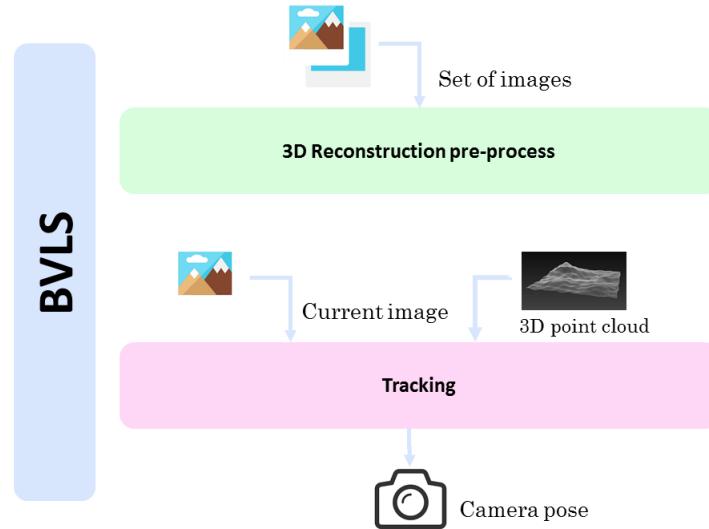 BVLS
Set of images
3D Reconstruction pre-process
Current image
3D point cloud
Tracking
Camera pose